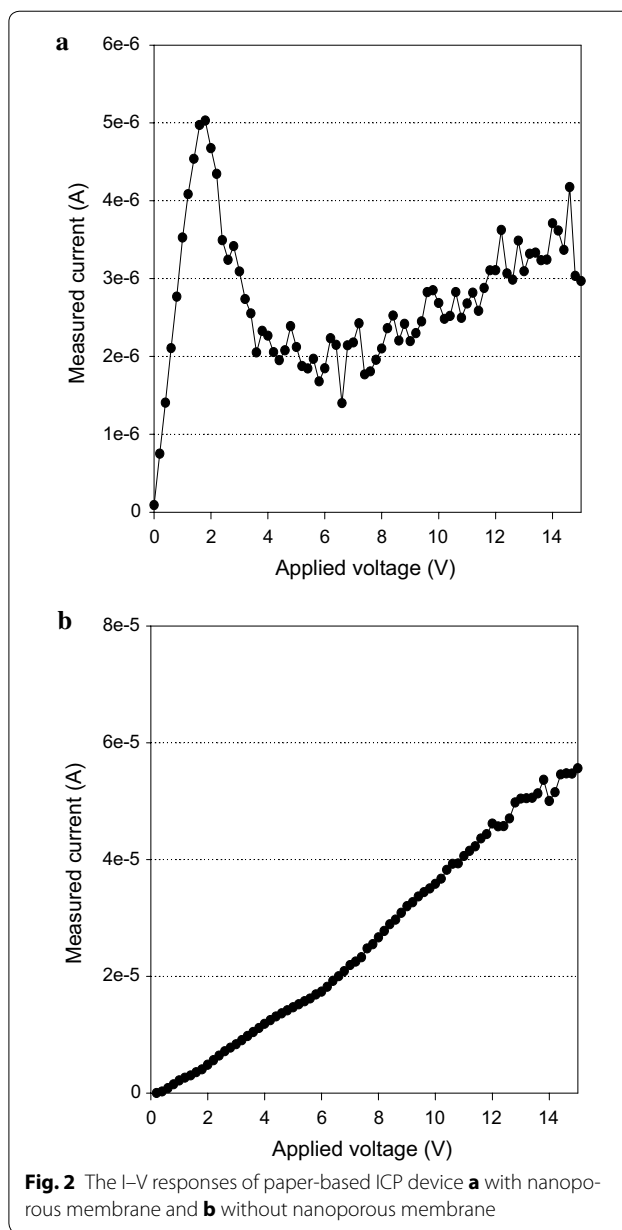 a
6e-6
5e-6
4e-6
3e-6
2e-6
1e-6
0
Measured current (A)
0 2 4 6 8 10 12 14
Applied voltage (V)
b
8e-5
6e-5
4e-5
2e-5
0
Measured current (A)
0 2 4 6 8 10 12 14
Applied voltage (V)
Fig. 2 The I–V responses of paper-based ICP device a with nanopo-
rous membrane and b without nanoporous membrane